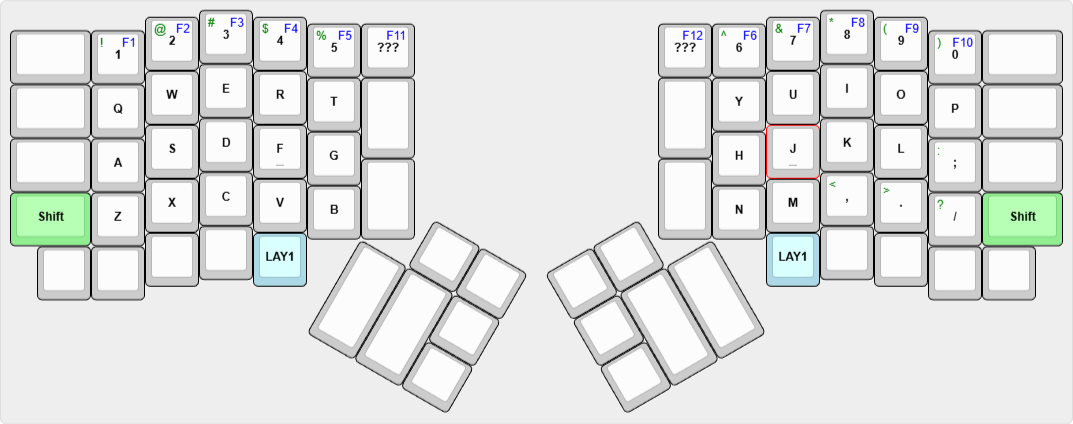 ! F1
1
@ F2
2
# F3
3
$ F4
4
% F5
5
F11
???
F12
???
^ F6
6
& F7
7
* F8
8
( F9
9
) F10
0
Q W E R T
Y U I O P
A S D F G
_
H J K L
_
:
;
Shift Z X C V B
N M
<
,
>
.
?
/
Shift
LAY1
LAY1